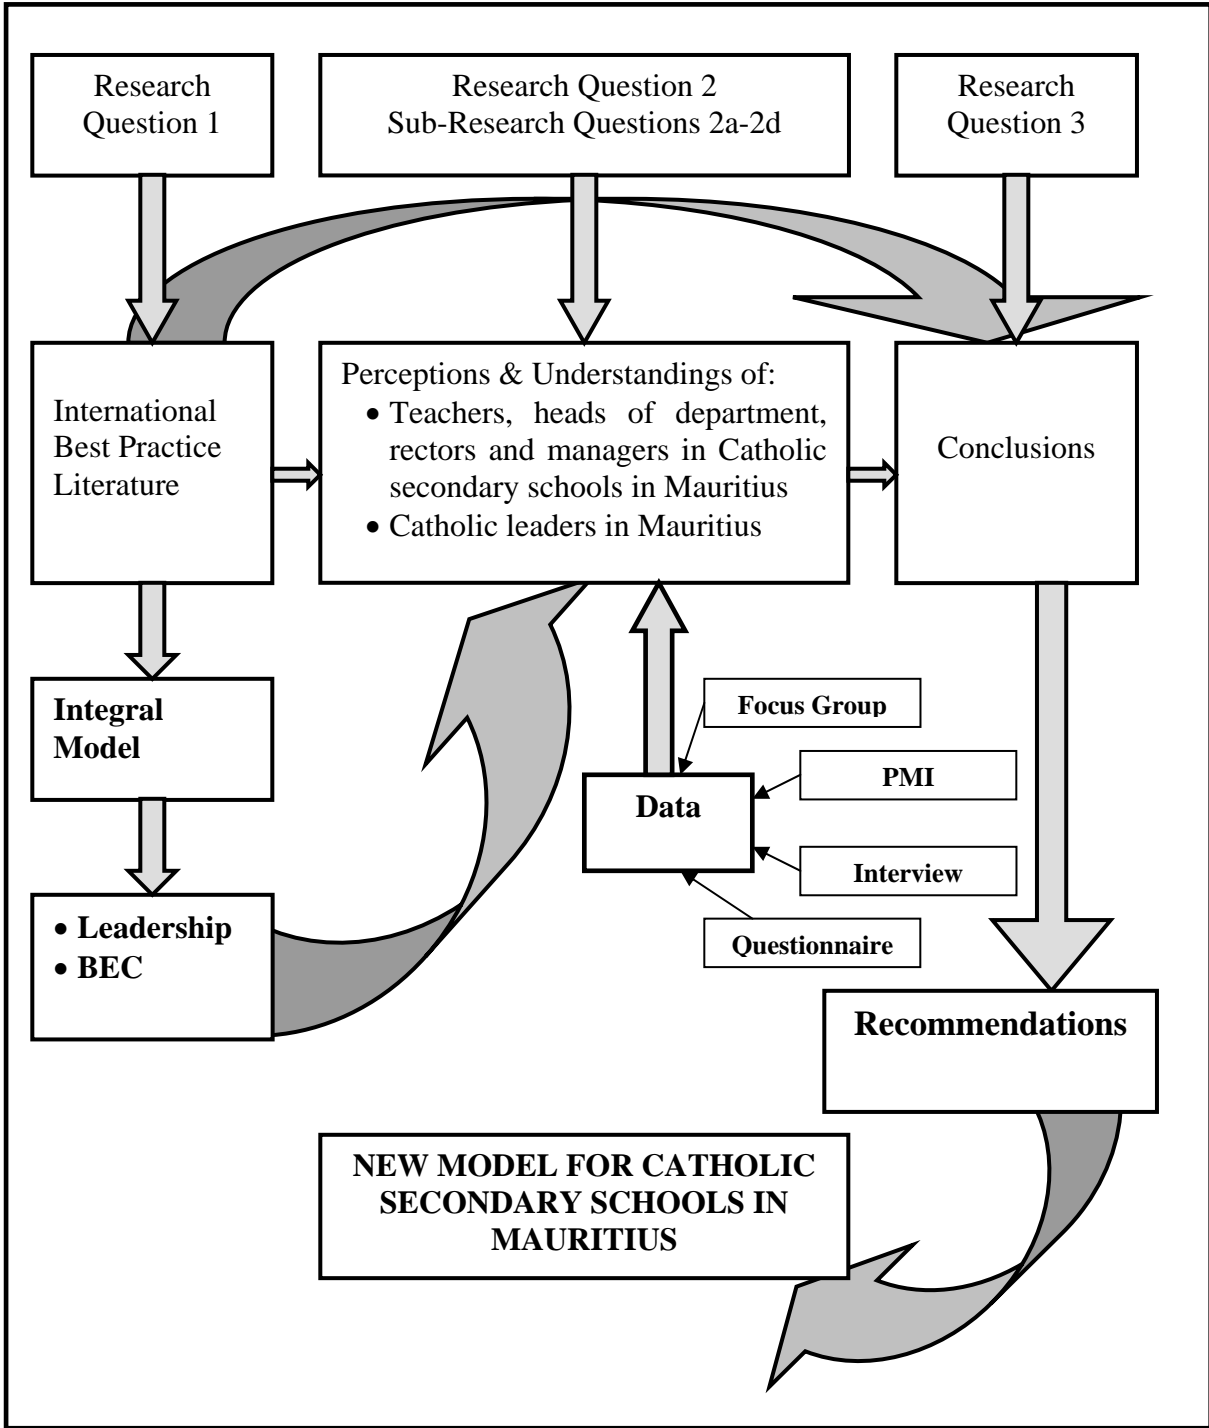 Research
Question 1
Research Question 2
Sub-Research Questions 2a-2d
Research
Question 3
International
Best Practice
Literature
Perceptions & Understandings of:
• Teachers, heads of department,
rectors and managers in Catholic
secondary schools in Mauritius
• Catholic leaders in Mauritius
Conclusions
Integral
Model
Focus Group
PMI
Data
Interview
Questionnaire
• Leadership
• BEC
Recommendations
NEW MODEL FOR CATHOLIC
SECONDARY SCHOOLS IN
MAURITIUS